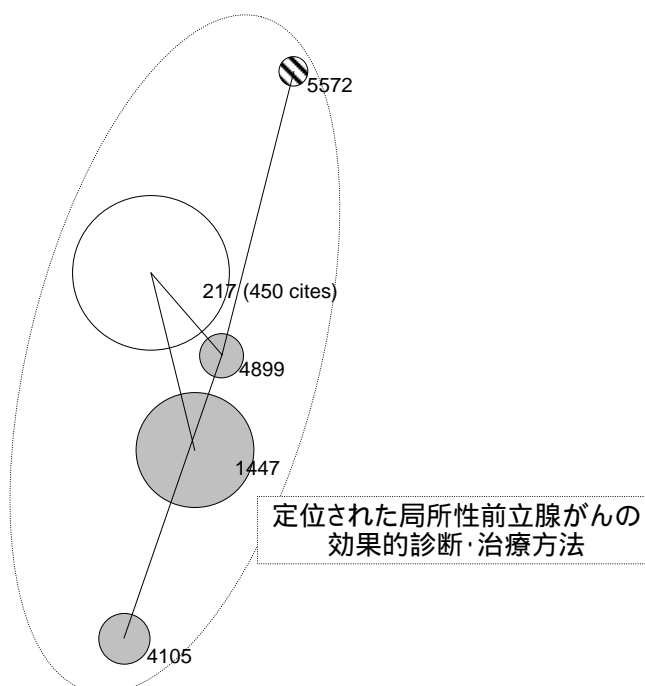 5572
217 (450 cites)
4899
1447
定位された局所性前立腺がんの
効果的診断·治療方法
4105